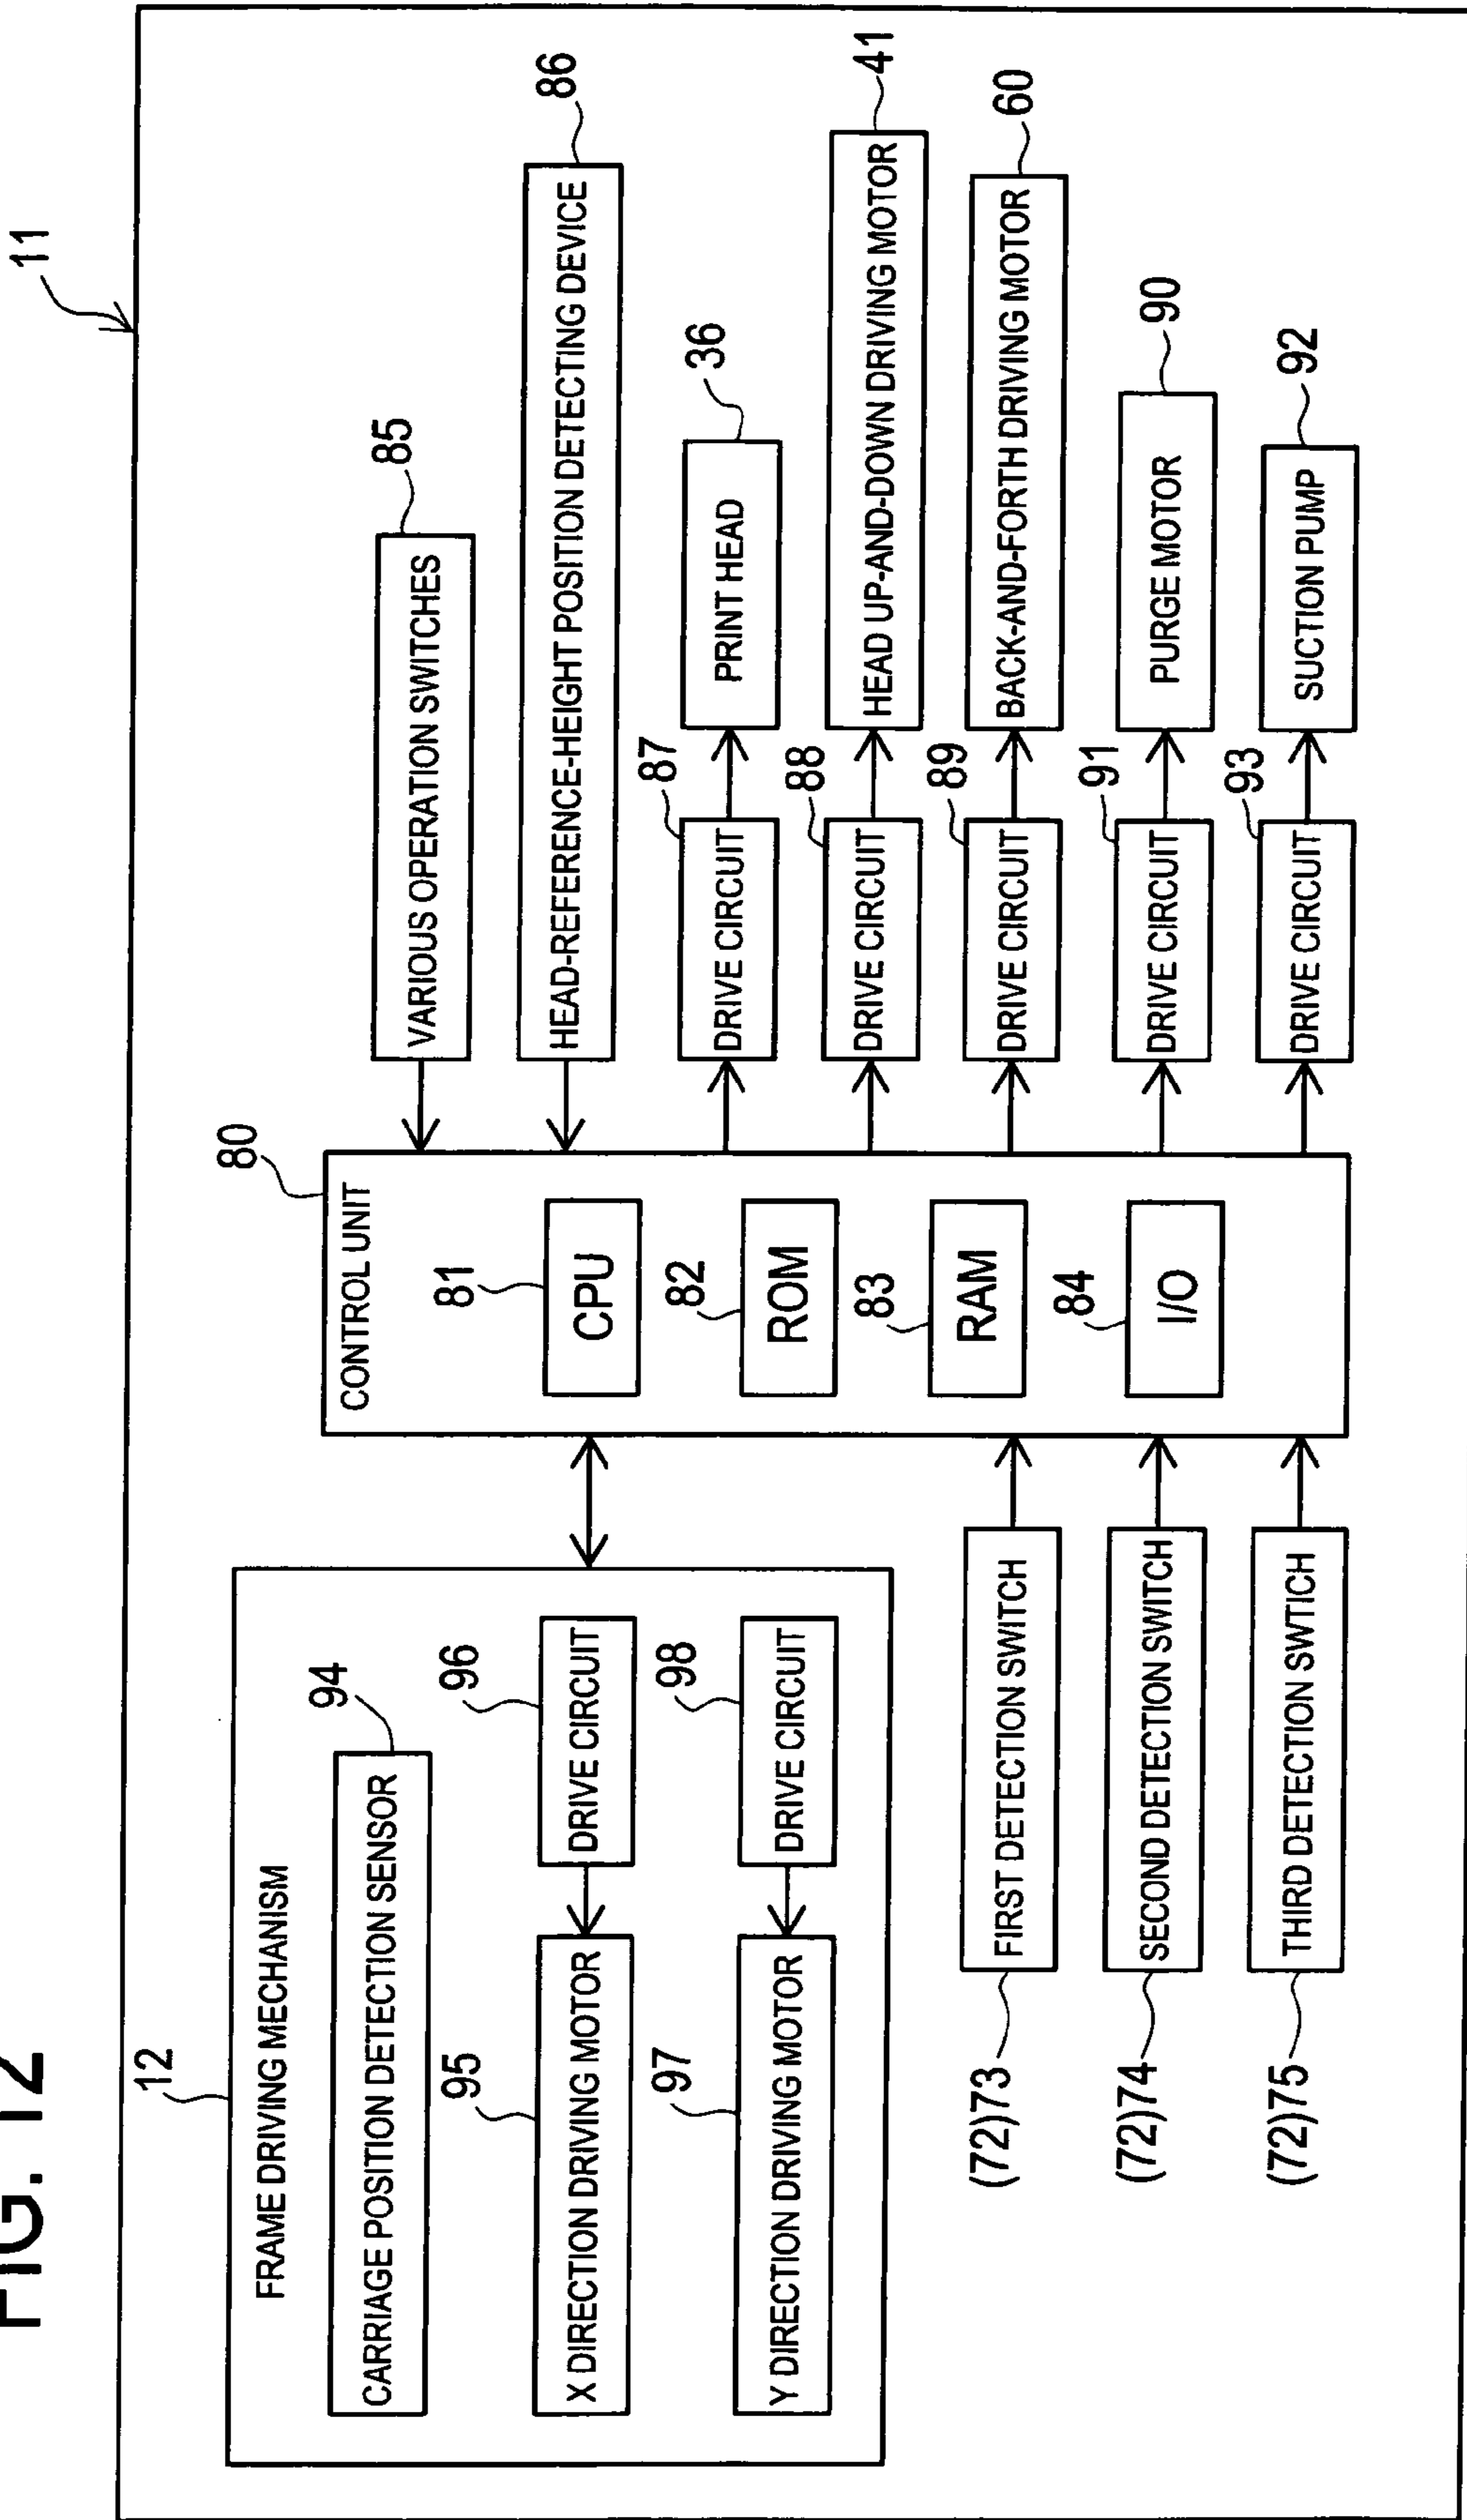 FIG. 12
11
12
FRAME DRIVING MECHANISM
94
CARRIAGE POSITION DETECTION SENSOR
95
X DIRECTION DRIVING MOTOR
96
DRIVE CIRCUIT
97
Y DIRECTION DRIVING MOTOR
98
DRIVE CIRCUIT
(72)73
FIRST DETECTION SWITCH
(72)74
SECOND DETECTION SWITCH
(72)75
THIRD DETECTION SWTICH
80
CONTROL UNIT
81
CPU
82
ROM
83
RAM
84
I/O
VARIOUS OPERATION SWITCHES
85
HEAD-REFERENCE-HEIGHT POSITION DETECTING DEVICE
86
87
DRIVE CIRCUIT
PRINT HEAD
36
88
DRIVE CIRCUIT
HEAD UP-AND-DOWN DRIVING MOTOR
41
89
DRIVE CIRCUIT
BACK-AND-FORTH DRIVING MOTOR
60
91
DRIVE CIRCUIT
PURGE MOTOR
90
93
DRIVE CIRCUIT
SUCTION PUMP
92